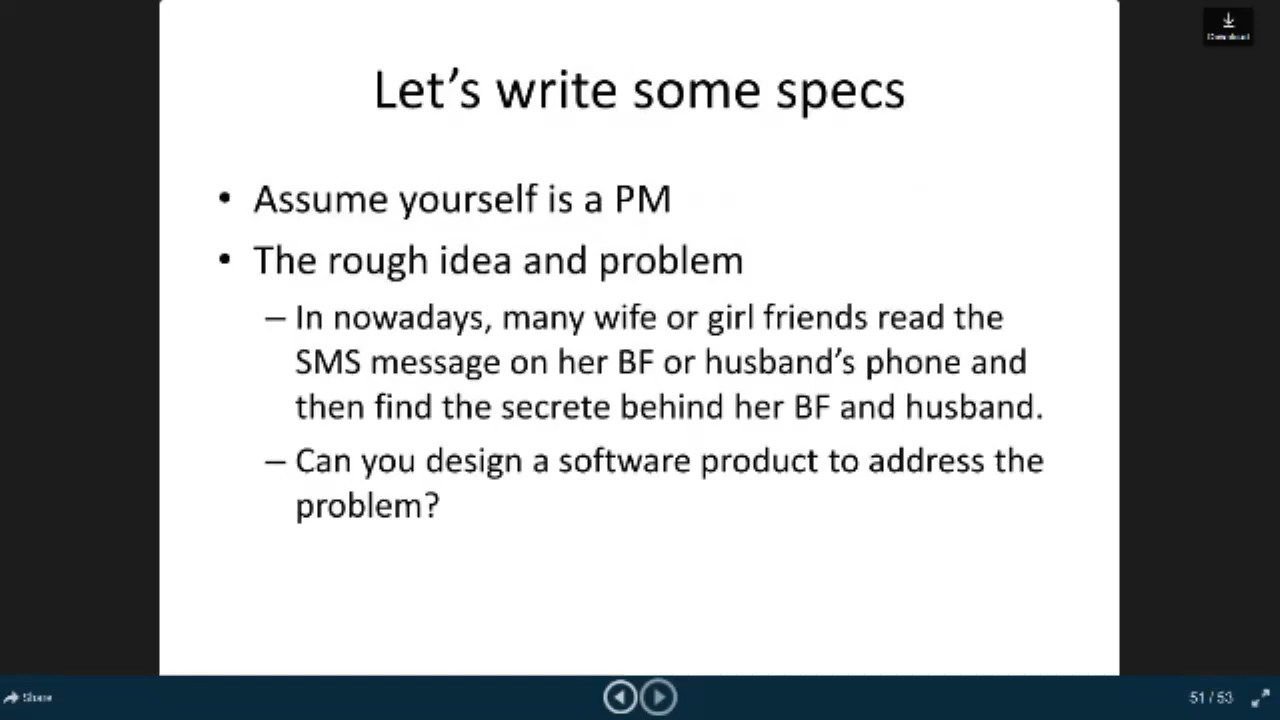 Download
Let's write some specs
• Assume yourself is a PM
• The rough idea and problem
– In nowadays, many wife or girl friends read the
SMS message on her BF or husband's phone and
then find the secrete behind her BF and husband.
– Can you design a software product to address the
problem?
Share
51 / 53